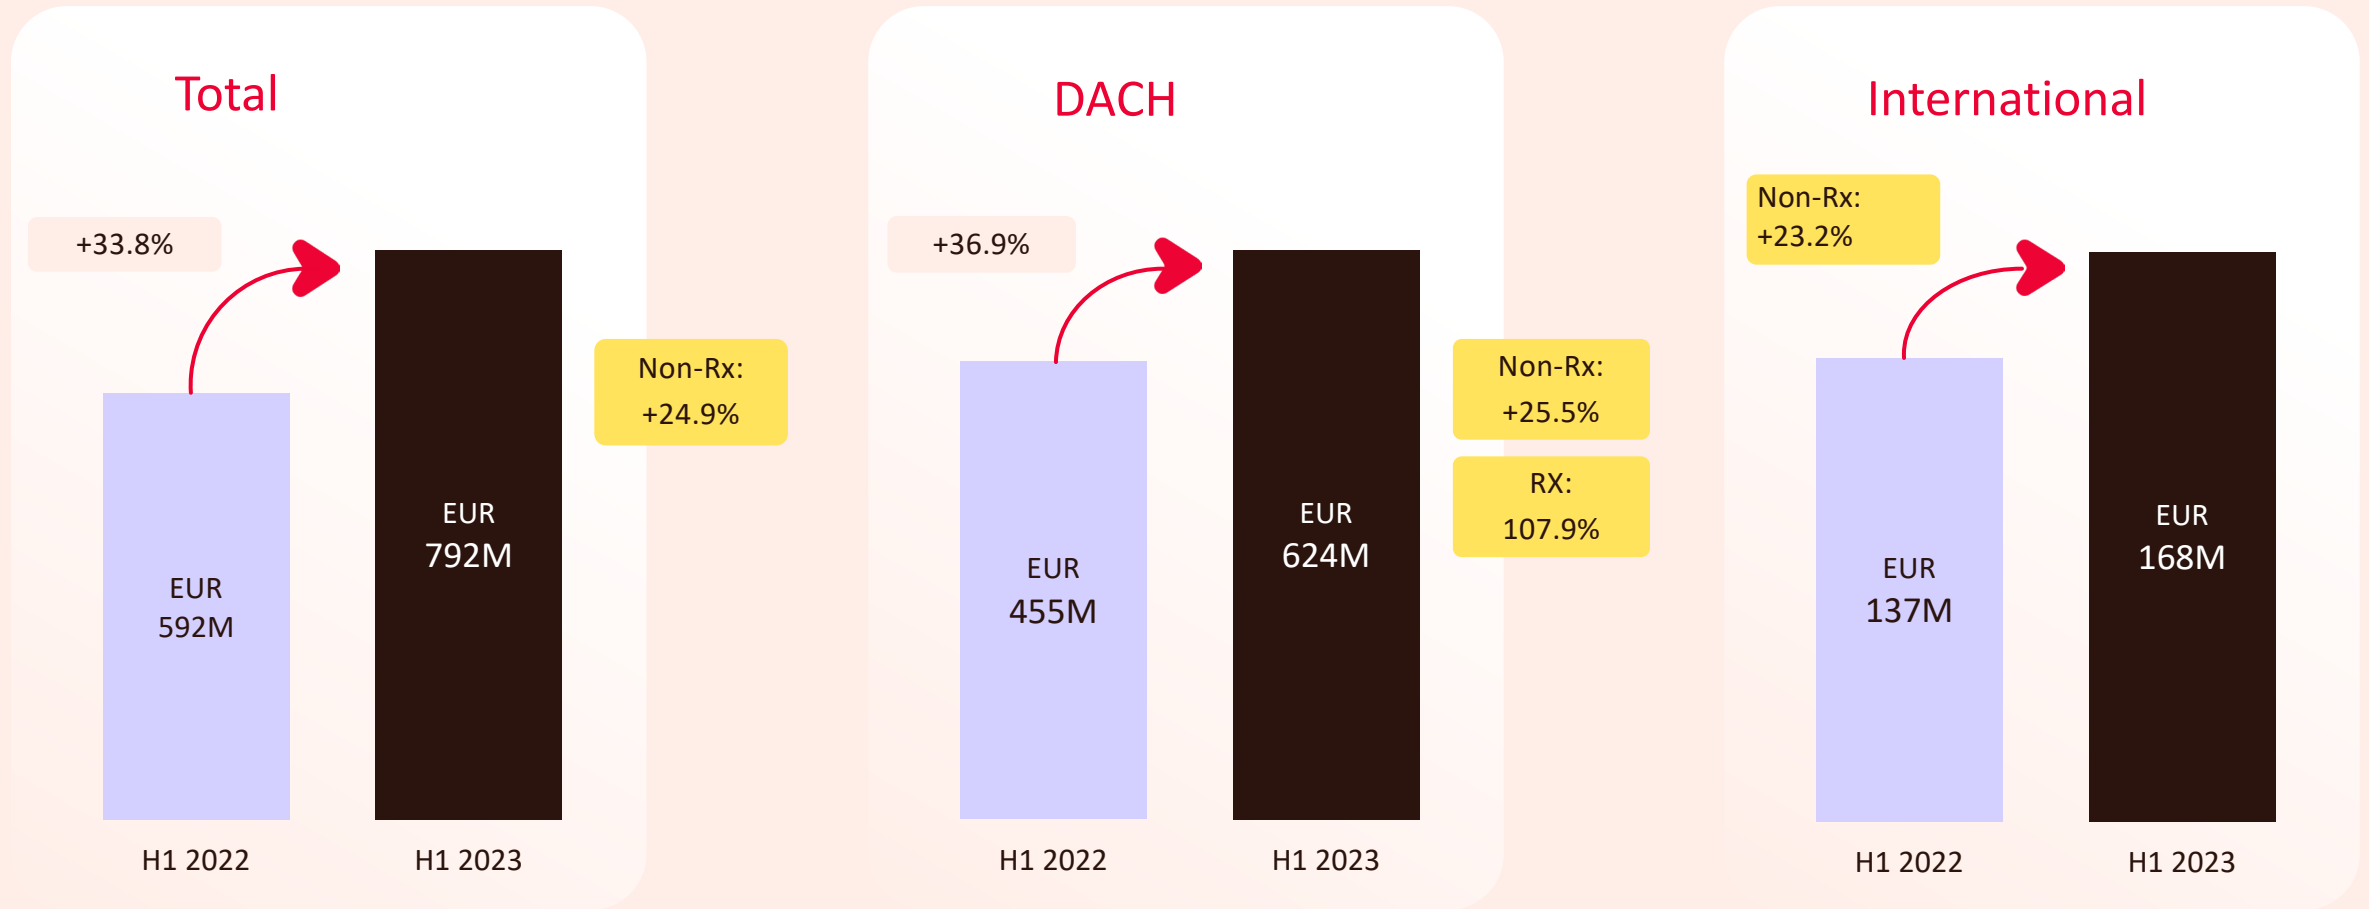 Total
+33.8%
EUR
592M
EUR
792M
Non-Rx:
+24.9%
H1 2022
H1 2023
DACH
+36.9%
EUR
455M
EUR
624M
Non-Rx:
+25.5%
RX:
107.9%
H1 2022
H1 2023
International
Non-Rx:
+23.2%
EUR
137M
EUR
168M
H1 2022
H1 2023